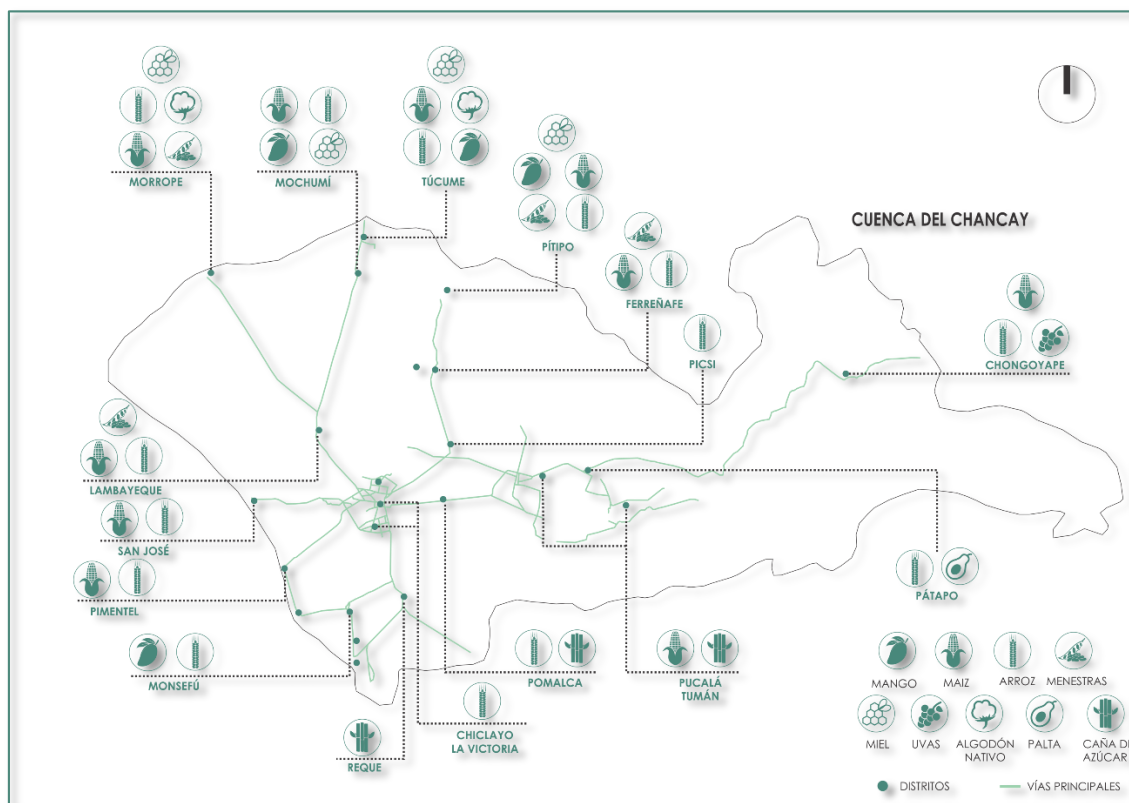 MORROPE
MOCHUMÍ
TÚCUME
PÍTIPO
FERREÑAFE
PICSI
CUENCA DEL CHANCAY
CHONGOYAPE
LAMBAYEQUE
SAN JOSÉ
PIMENTEL
MONSEFÚ
REQUE
CHICLAYO
LA VICTORIA
POMALCA
PUCALÁ
TUMÁN
PÁTAPO
MANGO
MAIZ
ARROZ
MENESTRAS
MIEL
UVAS
ALGODÓN
NATIVO
PALTA
CAÑA DE
AZÚCAR
DISTRITOS
VÍAS PRINCIPALES